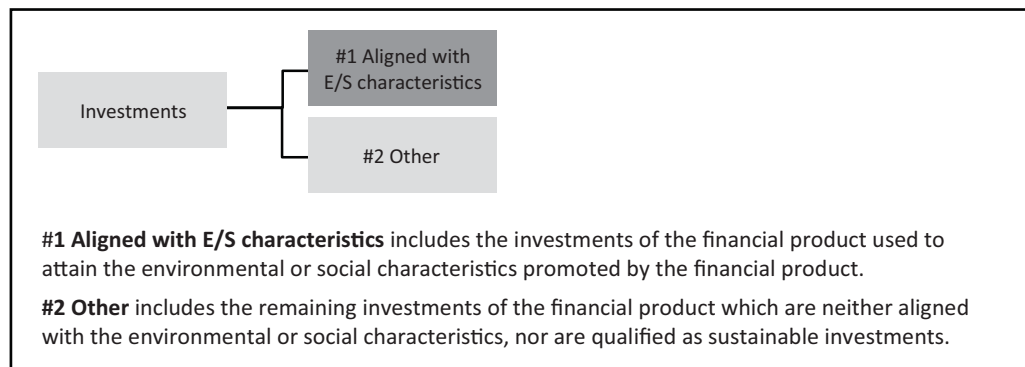 #1 Aligned with
E/S characteristics
Investments
#2 Other
#1 Aligned with E/S characteristics includes the investments of the financial product used to
attain the environmental or social characteristics promoted by the financial product.
#2 Other includes the remaining investments of the financial product which are neither aligned
with the environmental or social characteristics, nor are qualified as sustainable investments.